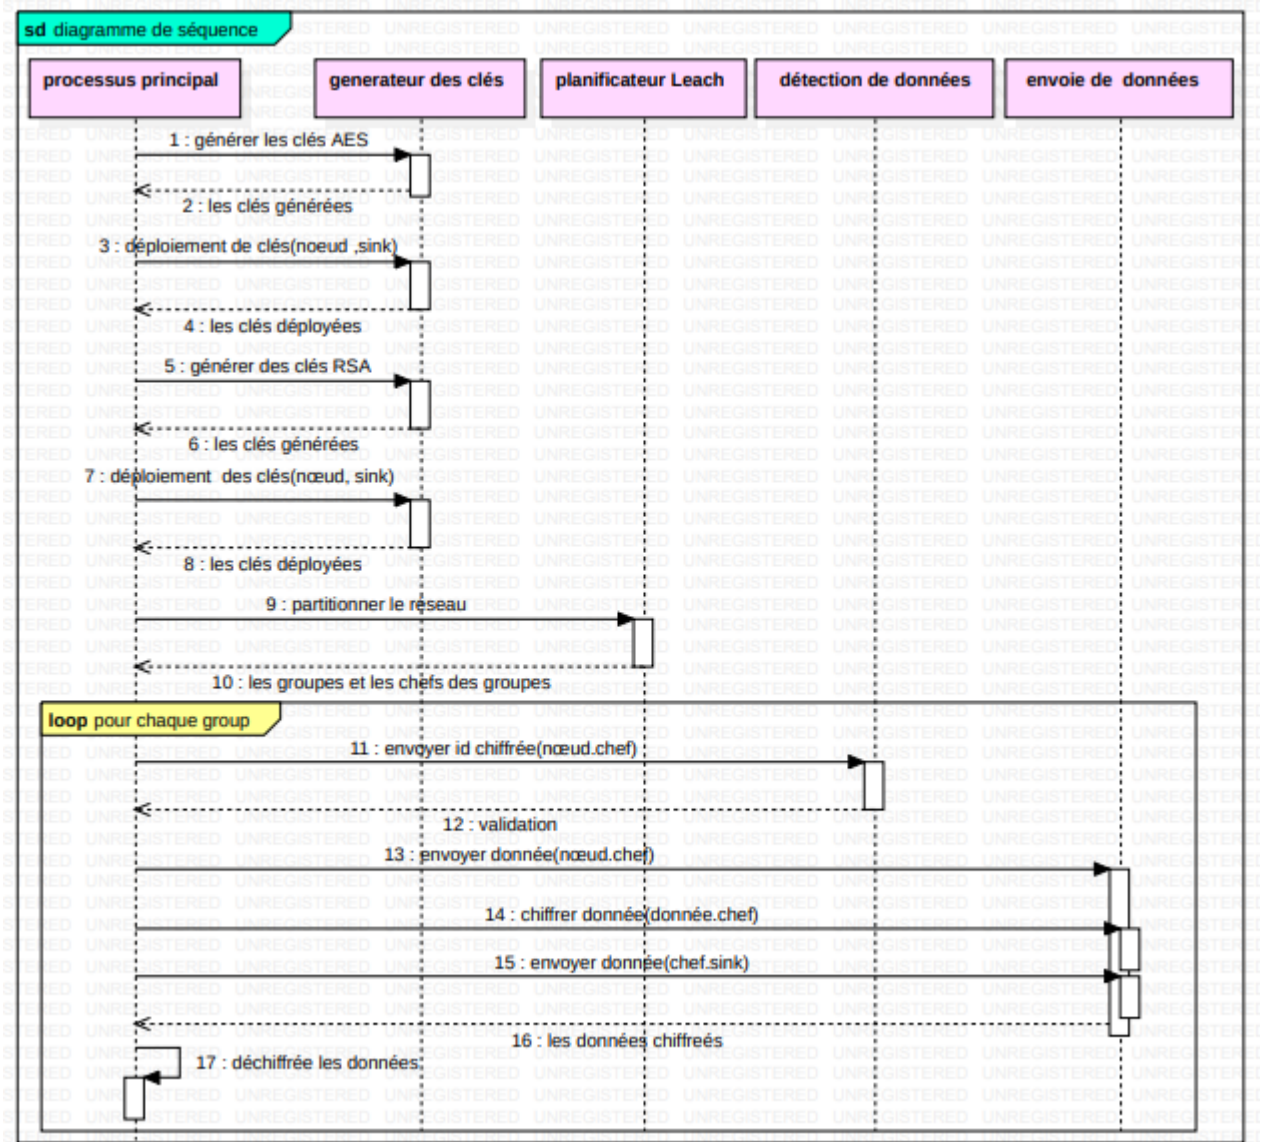 sd diagramme de séquence
processus principal
generateur des clés
planificateur Leach
détection de données
envoie de données
1 : générer les clés AES
2 : les clés générées
3 : déploiement de clés(noeud ,sink)
4 : les clés déployées
5 : générer des clés RSA
6 : les clés générées
7 : déploiement des clés(nœud, sink)
8 : les clés déployées
9 : partitionner le réseau
10 : les groupes et les chefs des groupes
loop pour chaque group
11 : envoyer id chiffrée(nœud.chef)
12 : validation
13 : envoyer donnée(nœud.chef)
14 : chiffrer donnée(donnée.chef)
15 : envoyer donnée(chef.sink)
16 : les données chiffreés
17 : déchiffrée les données
UNREGISTERED